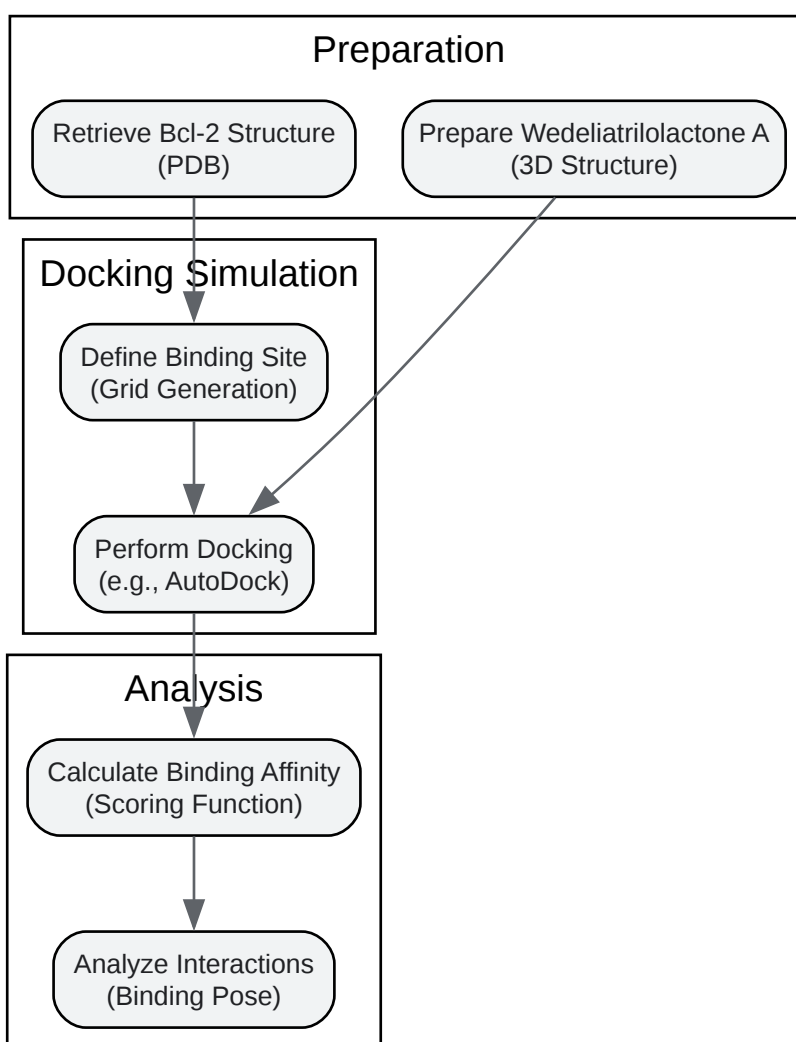 Preparation
Retrieve Bcl-2 Structure
(PDB)
Prepare Wedeliatrilolactone A
(3D Structure)
Docking Simulation
Define Binding Site
(Grid Generation)
Perform Docking
(e.g., AutoDock)
Analysis
Calculate Binding Affinity
(Scoring Function)
Analyze Interactions
(Binding Pose)